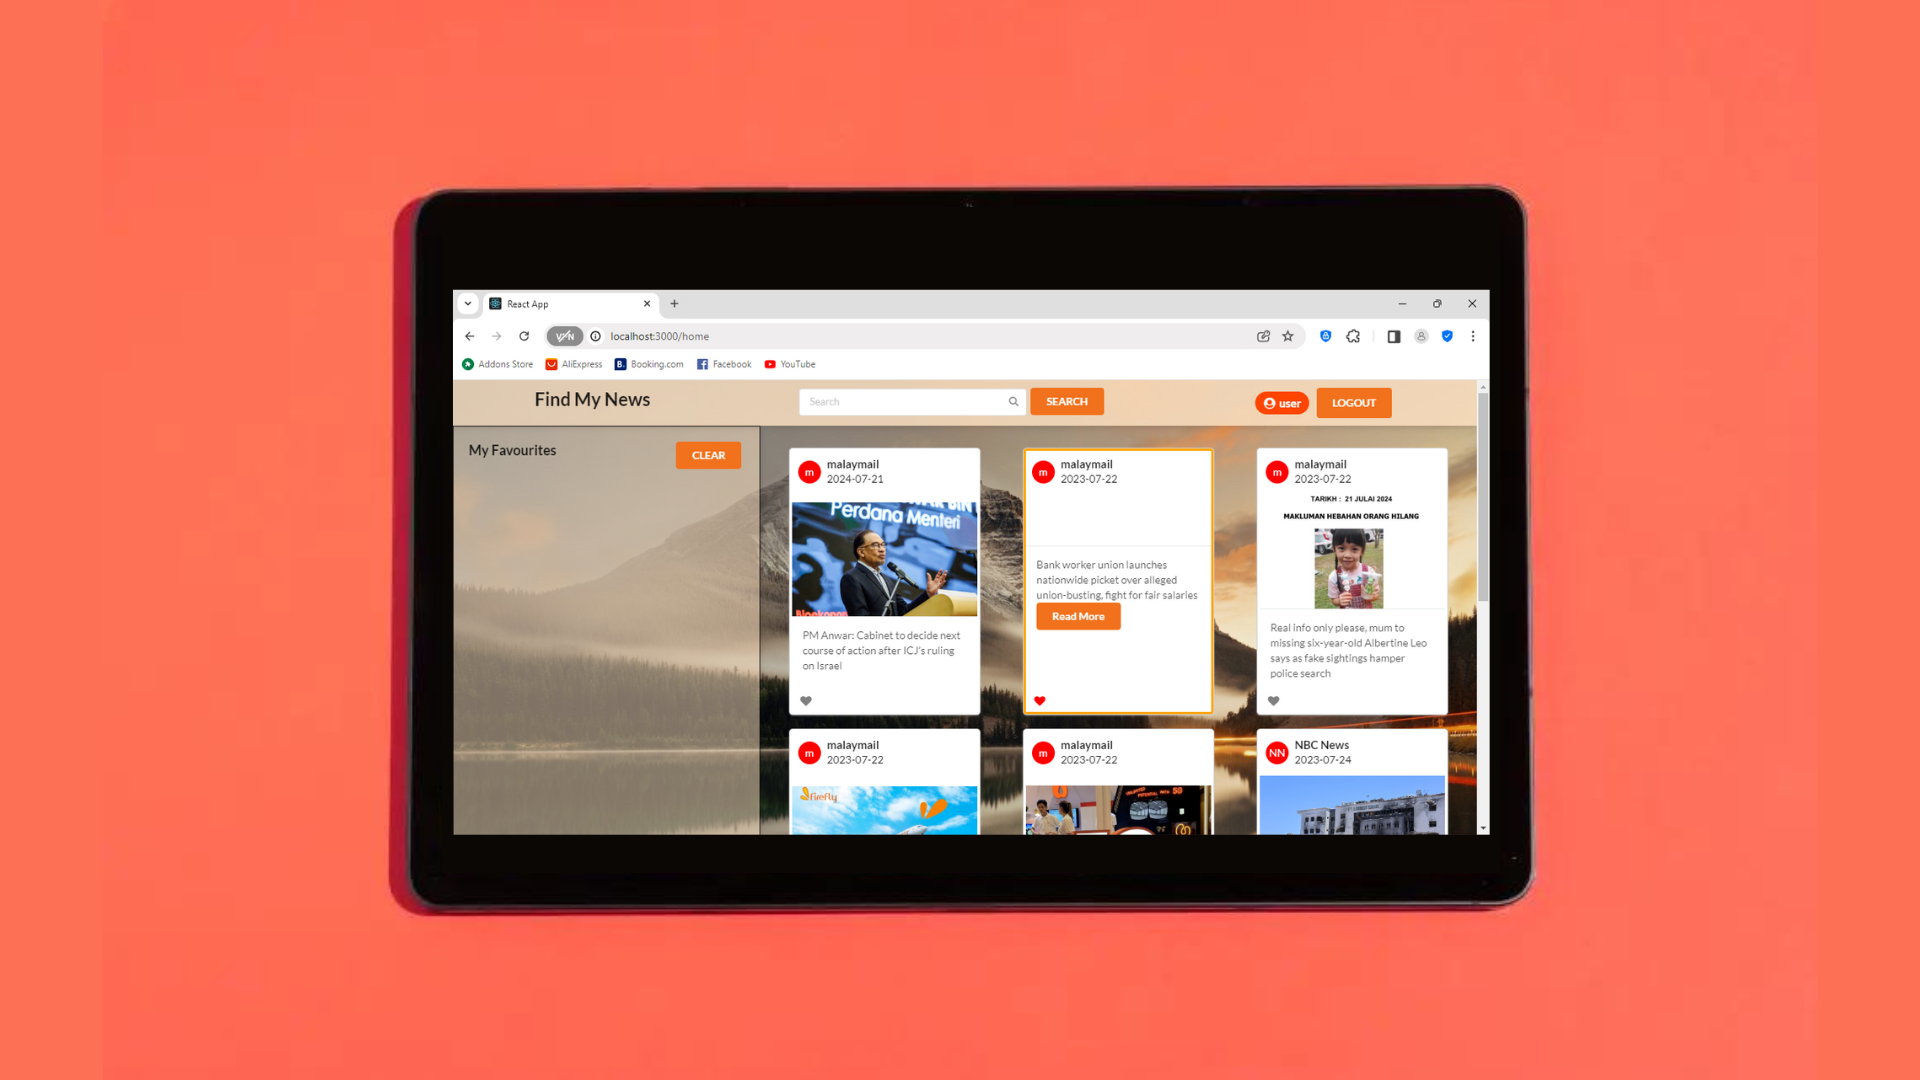 React App
VPN
localhost:3000/home
Addons Store
AliExpress
B.
Booking.com
Facebook
YouTube
Find My News
Search
SEARCH
user
LOGOUT
My Favourites
CLEAR
m
malaymail
2024-07-21
Perdana Menteri
PM Anwar: Cabinet to decide next
course of action after ICJ's ruling
on Israel
m
malaymail
2023-07-22
Bank worker union launches
nationwide picket over alleged
union-busting, fight for fair salaries
Read More
m
malaymail
2023-07-22
TARIKH : 21 JULAI 2024
MAKLUMAN HEBAHAN ORANG HILANG
Real info only please, mum to
missing six-year-old Albertine Leo
says as fake sightings hamper
police search
m
malaymail
2023-07-22
firefly
m
malaymail
2023-07-22
NN
NBC News
2023-07-24